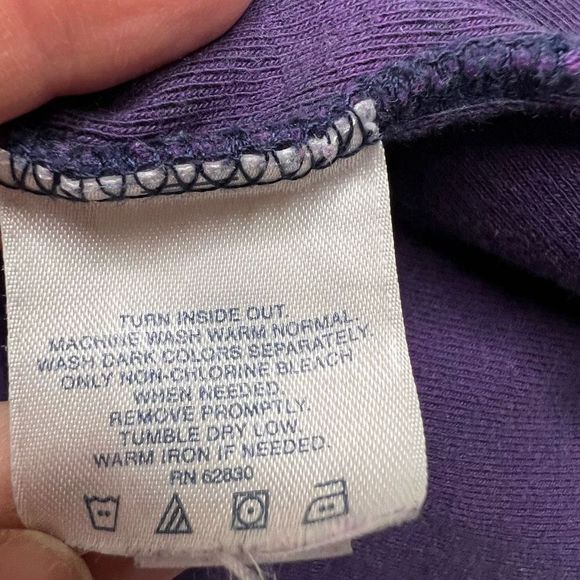 TURN INSIDE OUT.
MACHINE WASH WARM NORMAL.
WASH DARK COLORS SEPARATELY.
ONLY NON-CHLORINE BLEACH
WHEN NEEDED.
REMOVE PROMPTLY.
TUMBLE DRY LOW.
WARM IRON IF NEEDED.
RN 62830